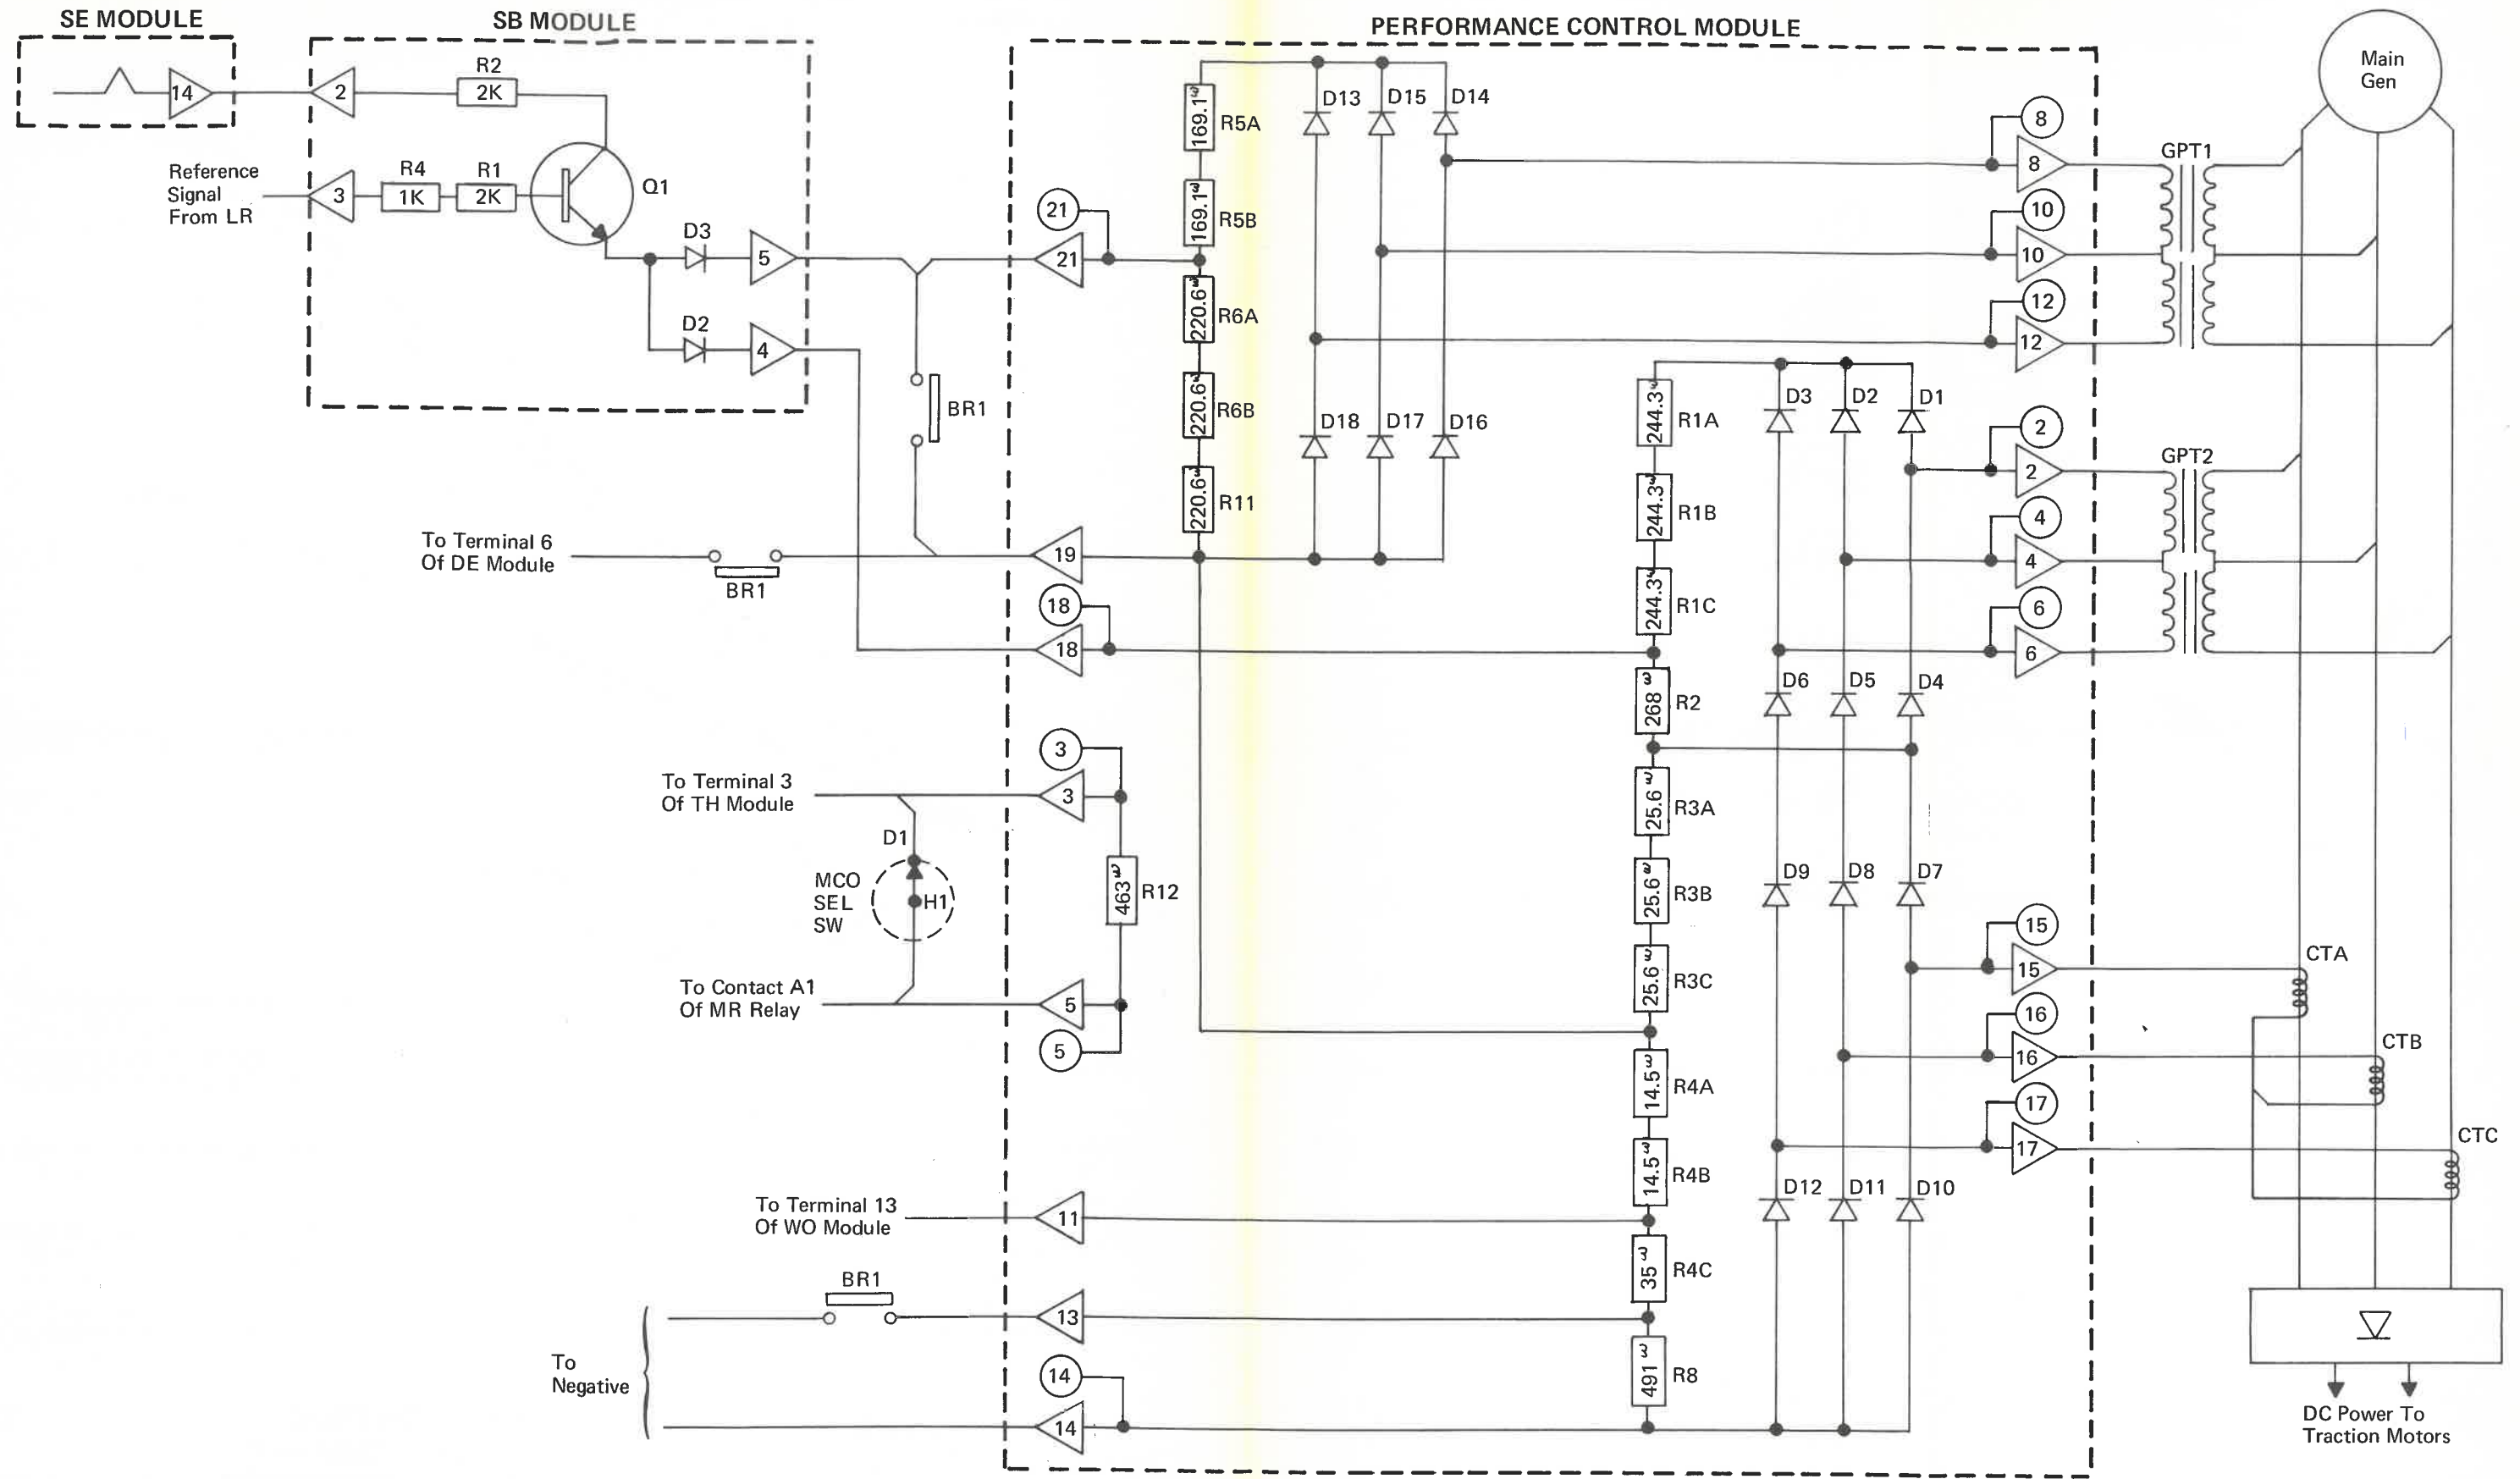 SE MODULE
SB MODULE
PERFORMANCE CONTROL MODULE
14
2
R2
2K
Reference
Signal
From LR
3
R4
1K
R1
2K
Q1
D3
5
D2
4
BR1
21
21
169.1ω
R5A
169.1ω
R5B
220.6ω
R6A
220.6ω
R6B
220.6ω
R11
D13
D15
D14
D18
D17
D16
8
8
10
10
12
12
GPT1
Main
Gen
To Terminal 6
Of DE Module
BR1
19
18
18
244.3ω
R1A
244.3ω
R1B
244.3ω
R1C
268 ω
R2
D3
D2
D1
D6
D5
D4
2
2
4
4
6
6
GPT2
To Terminal 3
Of TH Module
3
3
D1
MCO
SEL
SW
H1
463 ω
R12
To Contact A1
Of MR Relay
5
5
25.6 ω
R3A
25.6 ω
R3B
25.6 ω
R3C
14.5 ω
R4A
14.5 ω
R4B
35 ω
R4C
491 ω
R8
D9
D8
D7
D12
D11
D10
15
15
16
16
17
17
CTA
CTB
CTC
To Terminal 13
Of WO Module
11
BR1
13
To
Negative
14
14
DC Power To
Traction Motors